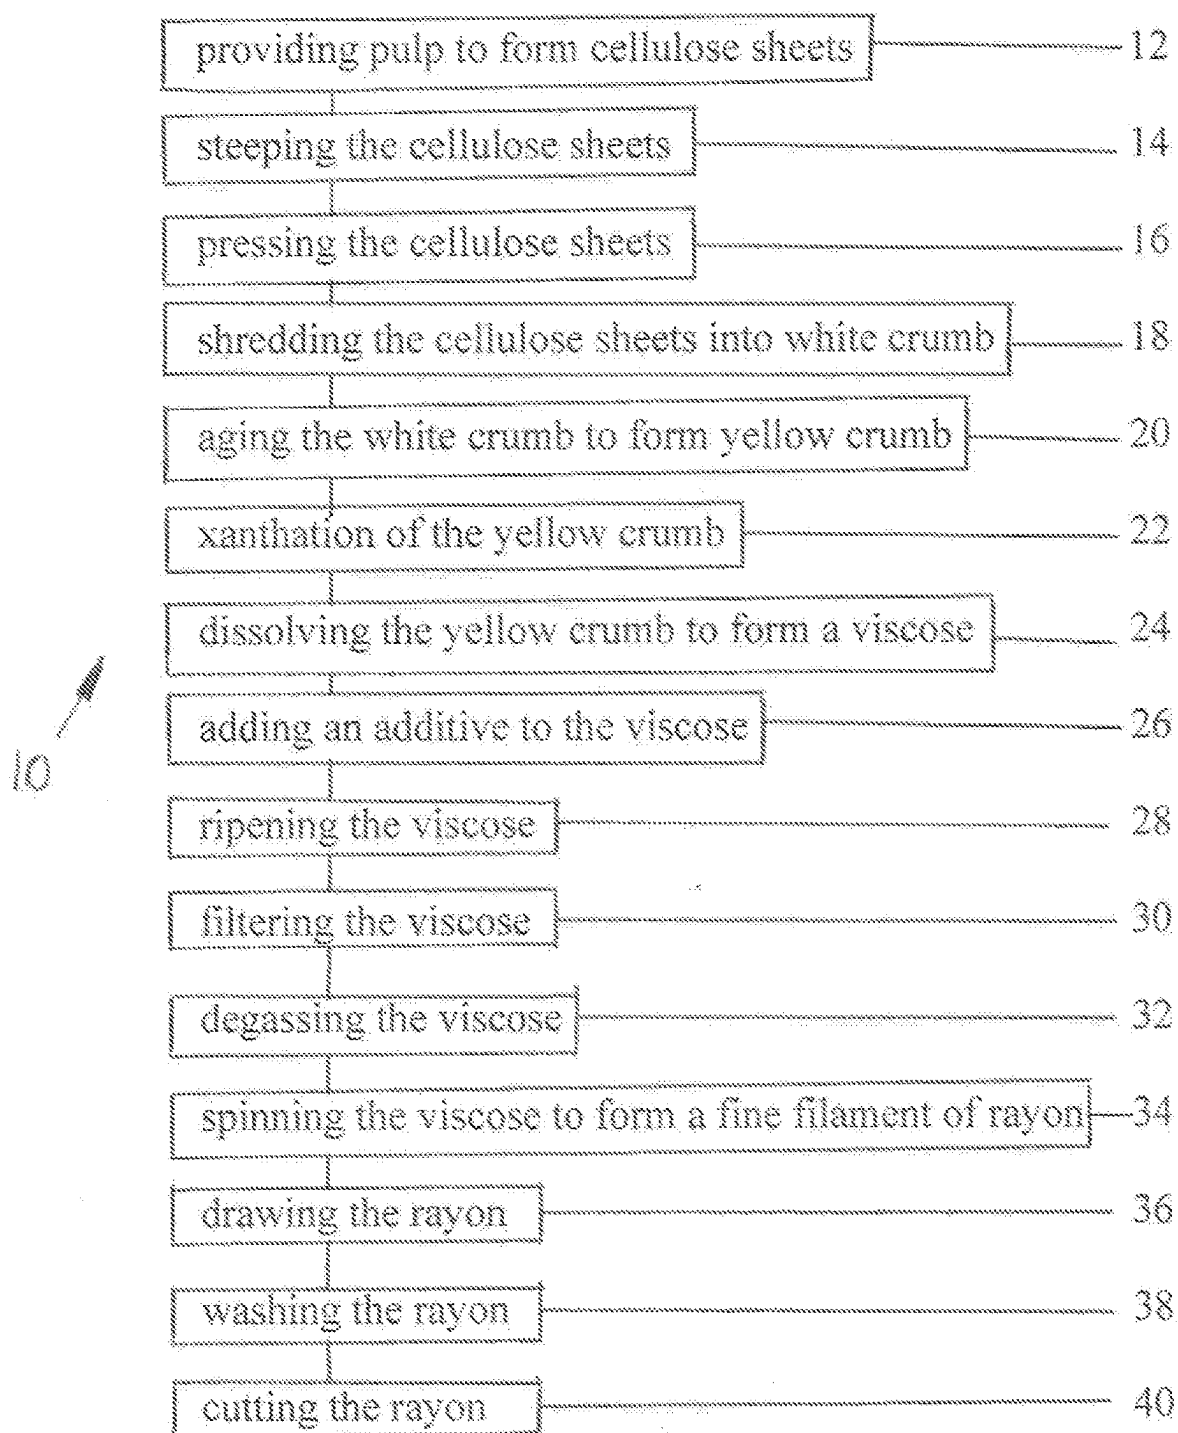 providing pulp to form cellulose sheets 12
steeping the cellulose sheets 14
pressing the cellulose sheets 16
shredding the cellulose sheets into white crumb 18
aging the white crumb to form yellow crumb 20
xanthation of the yellow crumb 22
dissolving the yellow crumb to form a viscose 24
adding an additive to the viscose 26
10
ripening the viscose 28
filtering the viscose 30
degassing the viscose 32
spinning the viscose to form a fine filament of rayon 34
drawing the rayon 36
washing the rayon 38
cutting the rayon 40